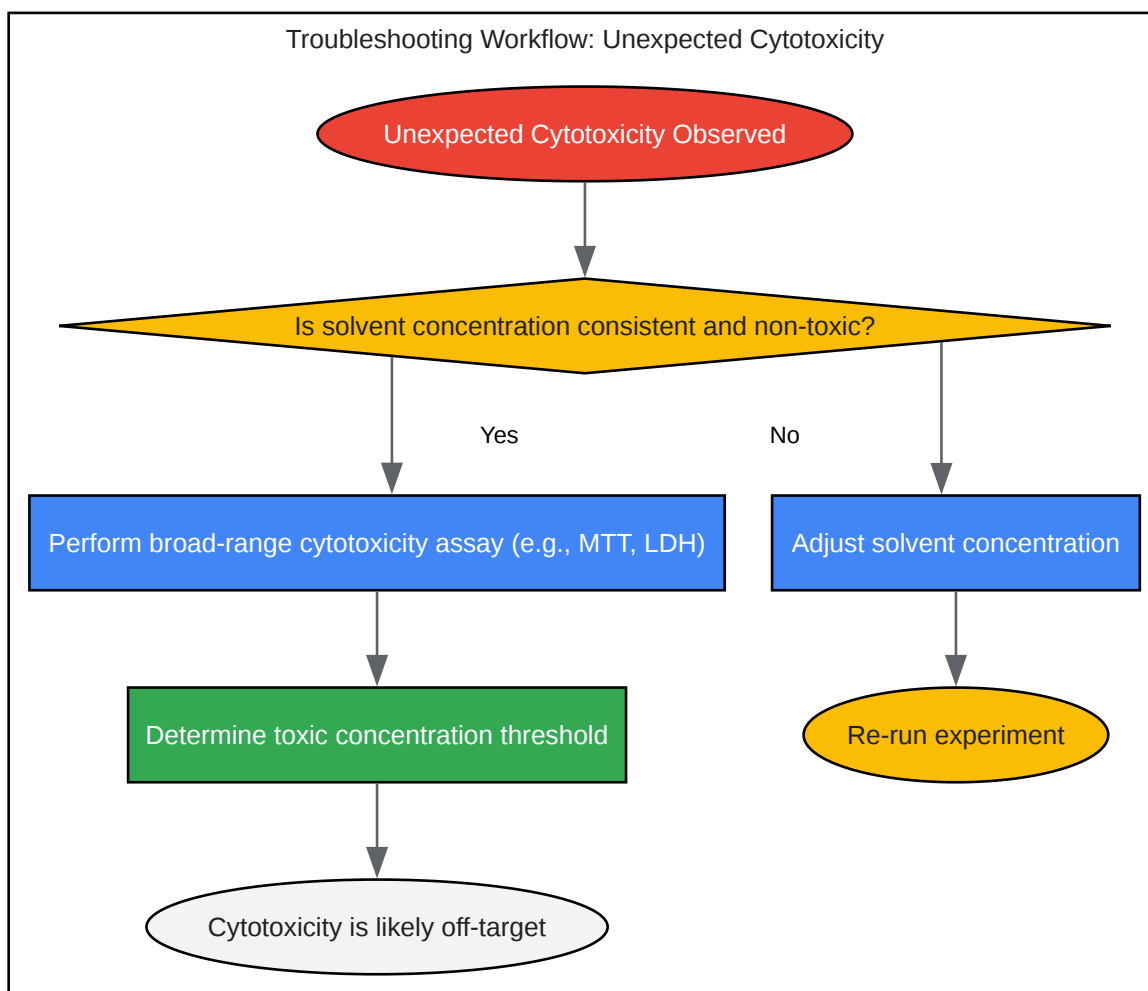 Troubleshooting Workflow: Unexpected Cytotoxicity
Unexpected Cytotoxicity Observed
Is solvent concentration consistent and non-toxic?
Yes
No
Perform broad-range cytotoxicity assay (e.g., MTT, LDH)
Adjust solvent concentration
Determine toxic concentration threshold
Re-run experiment
Cytotoxicity is likely off-target